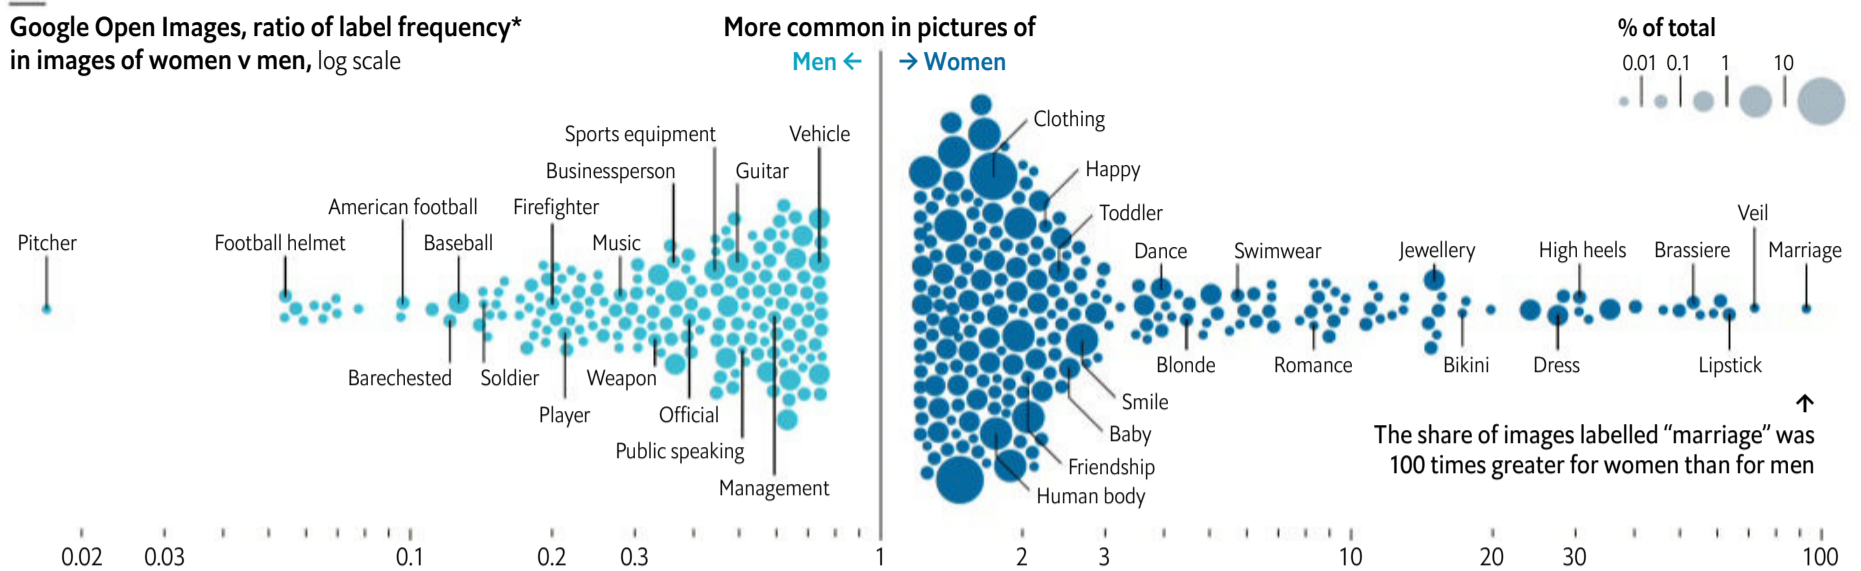 Google Open Images, ratio of label frequency*
in images of women v men, log scale
More common in pictures of
Men ←
→ Women
% of total
0.01 0.1 1 10
Clothing
Sports equipment
Vehicle
Businessperson
Guitar
Happy
American football
Firefighter
Toddler
Veil
Pitcher
Football helmet
Baseball
Music
Dance
Swimwear
Jewellery
High heels
Brassiere
Marriage
Barechested
Soldier
Weapon
Blonde
Romance
Bikini
Dress
Lipstick
Player
Official
Smile
Public speaking
Baby
Management
Friendship
Human body
↑
The share of images labelled “marriage” was
100 times greater for women than for men
0.02 0.03 0.1 0.2 0.3 1 2 3 10 20 30 100